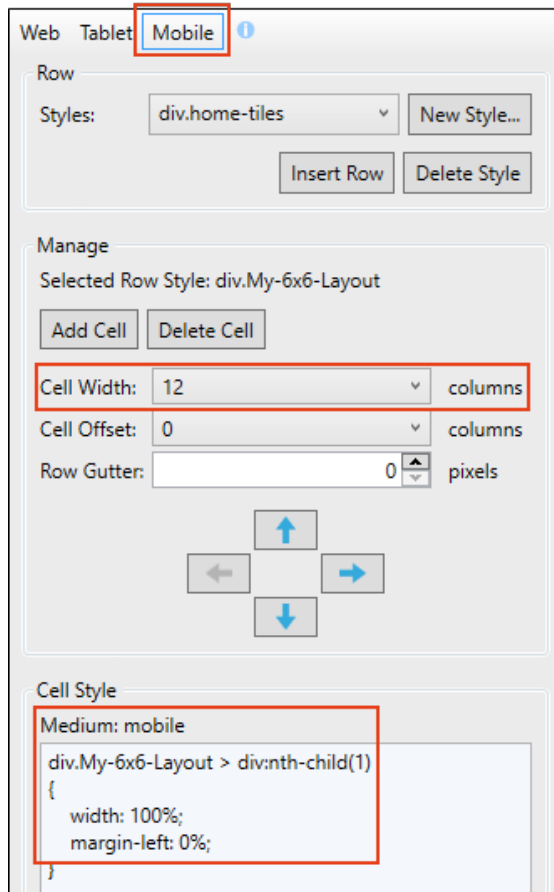 Web Tablet Mobile i
Row
Styles: div.home-tiles New Style...
Insert Row Delete Style
Manage
Selected Row Style: div.My-6x6-Layout
Add Cell Delete Cell
Cell Width: 12 columns
Cell Offset: 0 columns
Row Gutter: 0 pixels
Cell Style
Medium: mobile
div.My-6x6-Layout > div:nth-child(1)
{
width: 100%;
margin-left: 0%;
}